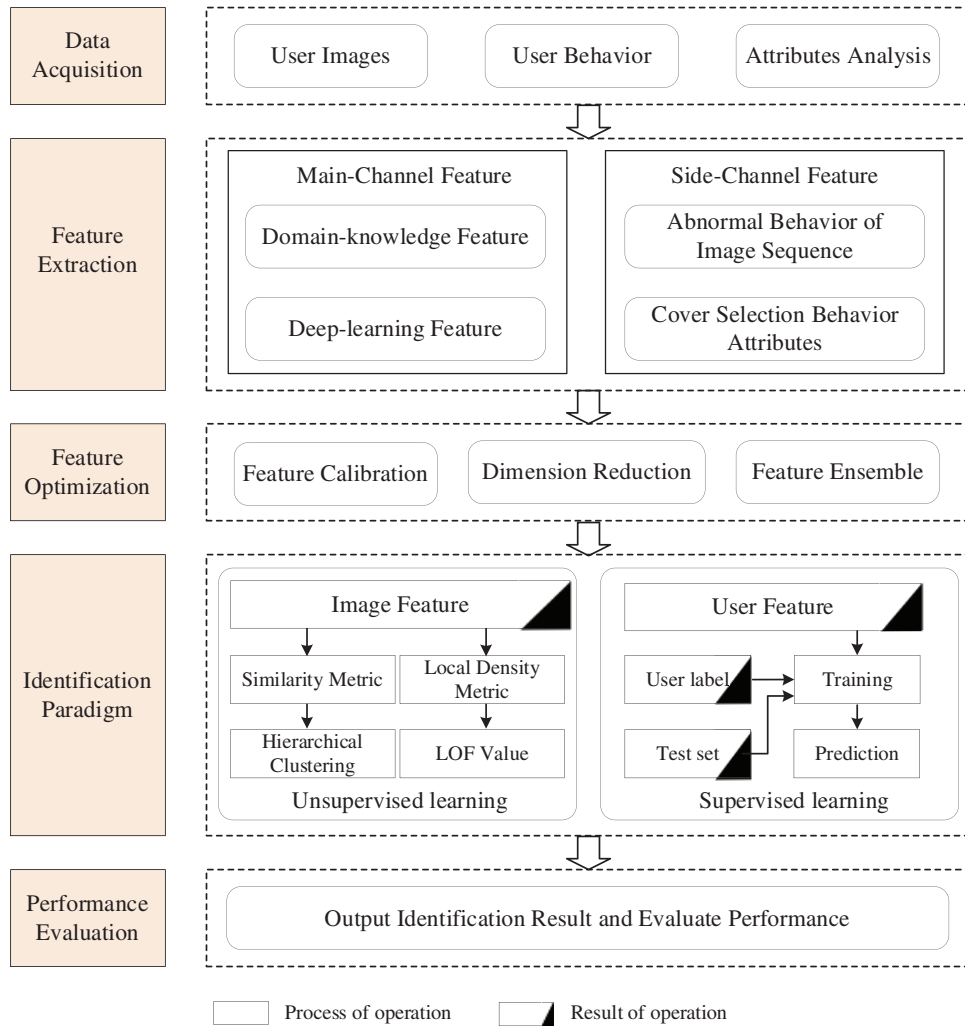 Data
Acquisition
User Images
User Behavior
Attributes Analysis
Feature
Extraction
Main-Channel Feature
Domain-knowledge Feature
Deep-learning Feature
Side-Channel Feature
Abnormal Behavior of
Image Sequence
Cover Selection Behavior
Attributes
Feature
Optimization
Feature Calibration
Dimension Reduction
Feature Ensemble
Identification
Paradigm
Image Feature
Similarity Metric
Local Density
Metric
Hierarchical
Clustering
LOF Value
Unsupervised learning
User Feature
User label
Training
Test set
Prediction
Supervised learning
Performance
Evaluation
Output Identification Result and Evaluate Performance
Process of operation
Result of operation